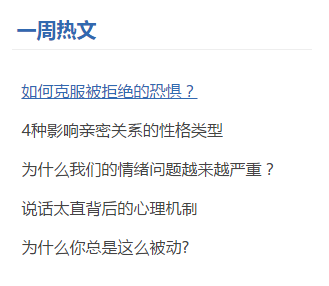 一周热文
如何克服被拒绝的恐惧？
4种影响亲密关系的性格类型
为什么我们的情绪问题越来越严重？
说话太直背后的心理机制
为什么你总是这么被动?